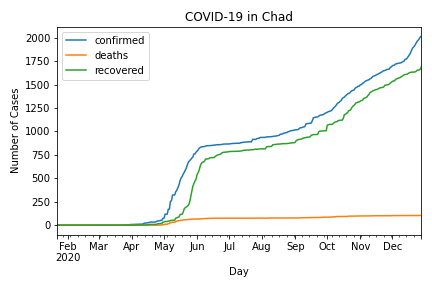 COVID-19 in Chad
confirmed
deaths
recovered
Number of Cases
2000
1750
1500
1250
1000
750
500
250
0
Feb Mar Apr May Jun Jul Aug Sep Oct Nov Dec
2020
Day